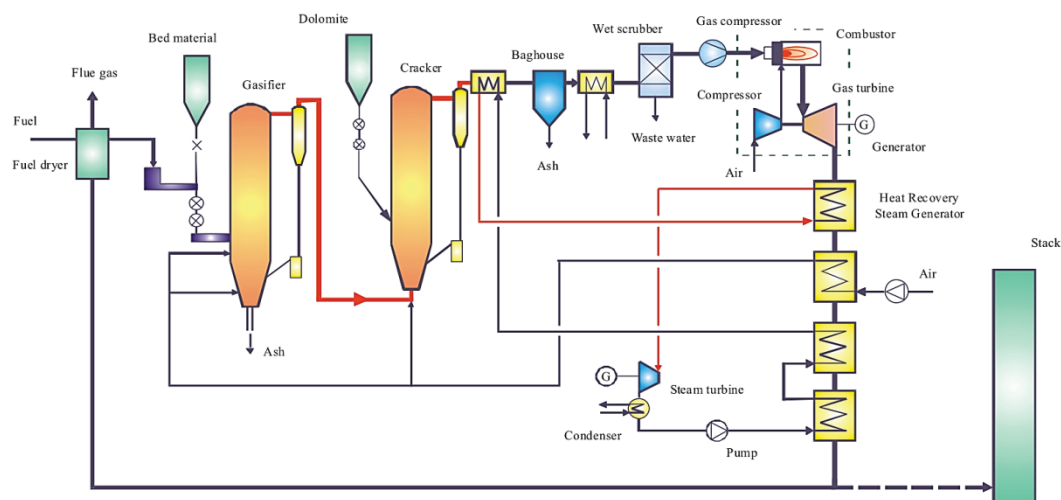 Dolomite
Bed material
Wet scrubber
Gas compressor
Combustor
Flue gas
Gasifier
Cracker
Baghouse
Gas turbine
Compressor
Fuel
Fuel dryer
G
Generator
Waste water
Ash
Air
Heat Recovery
Steam Generator
Stack
Air
Ash
G
Steam turbine
Condenser
Pump